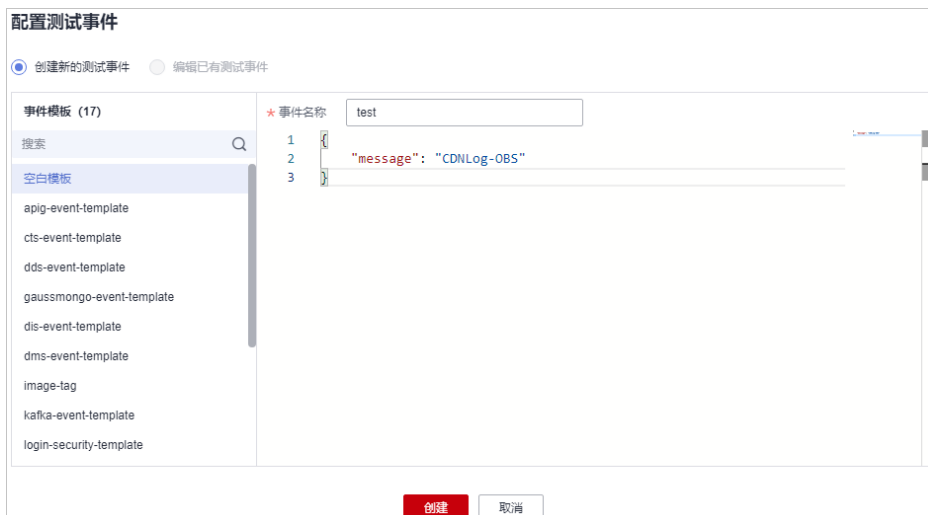 配置测试事件
创建新的测试事件 编辑已有测试事件
事件模板 (17)
搜索
空白模板
apig-event-template
cts-event-template
dds-event-template
gaussmongo-event-template
dis-event-template
dms-event-template
image-tag
kafka-event-template
login-security-template
* 事件名称 test
1 {
2 "message": "CDNLog-OBS"
3 }
创建 取消